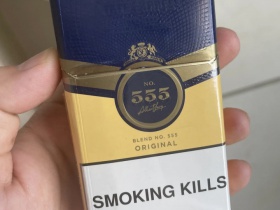 NO.
555
BLEND NO. 555
ORIGINAL
SMOKING KILLS